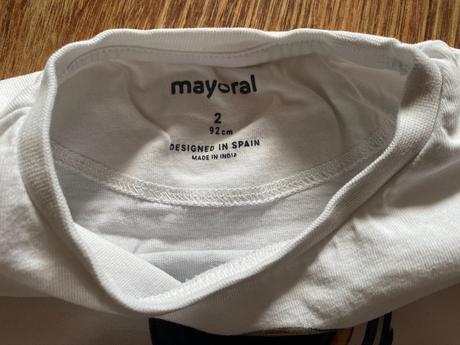 mayoral
2
92cm
DESIGNED IN SPAIN
MADE IN INDIA